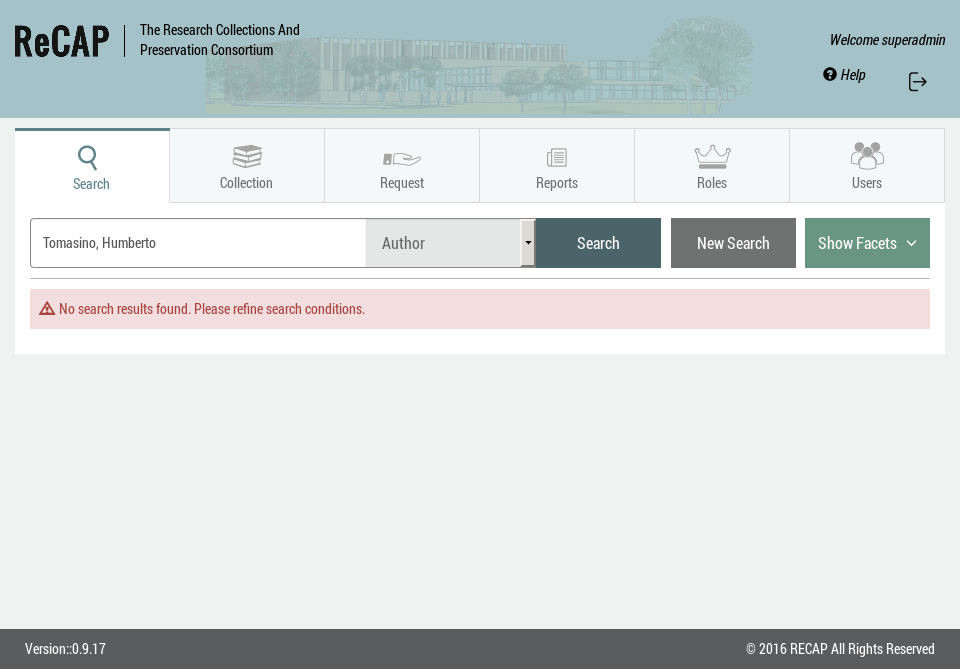 ReCAP
The Research Collections And
Preservation Consortium
Welcome superadmin
Help
Search
Collection
Request
Reports
Roles
Users
Tomasino, Humberto
Author
Search
New Search
Show Facets
No search results found. Please refine search conditions.
Version::0.9.17
© 2016 RECAP All Rights Reserved